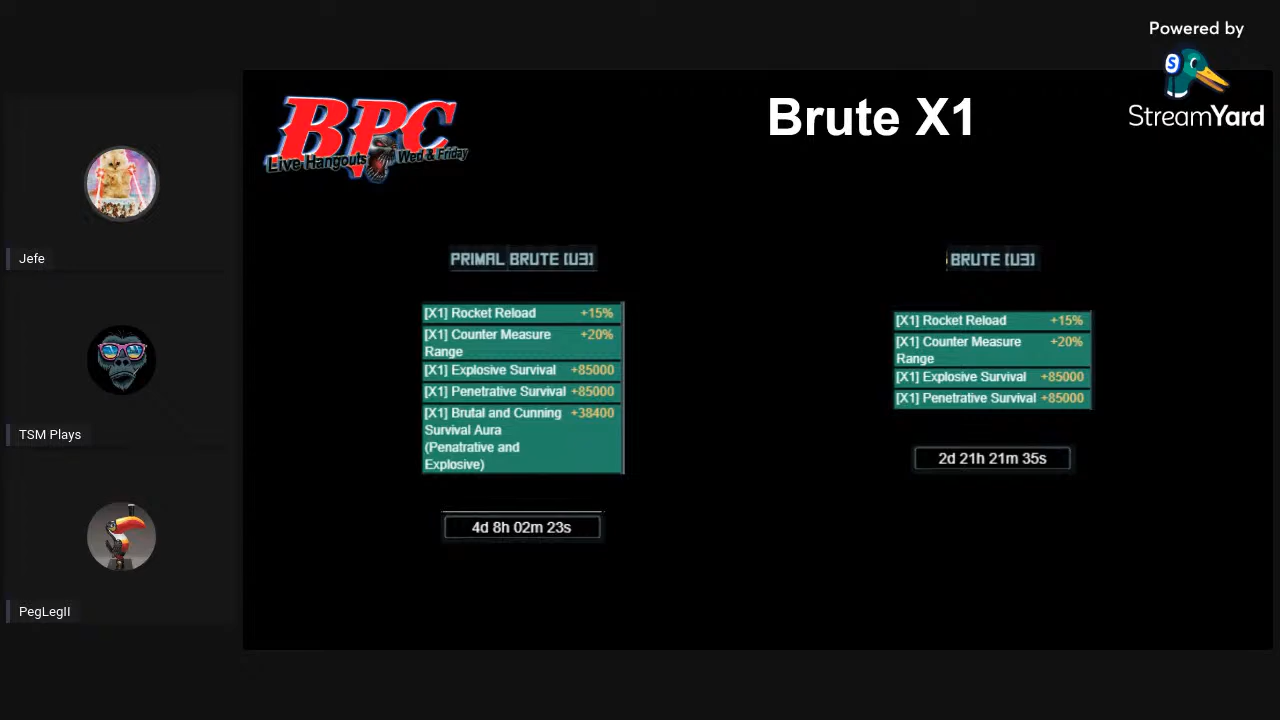 Powered by
StreamYard
BPC
Live Hangouts Wed & Friday
Brute X1
Jefe
TSM Plays
PegLegII
PRIMAL BRUTE (U3)
[X1] Rocket Reload +15%
[X1] Counter Measure +20%
Range
[X1] Explosive Survival +85000
[X1] Penetrative Survival +85000
[X1] Brutal and Cunning +38400
Survival Aura
(Penatrative and
Explosive)
4d 8h 02m 23s
BRUTE (U3)
[X1] Rocket Reload +15%
[X1] Counter Measure +20%
Range
[X1] Explosive Survival +85000
[X1] Penetrative Survival +85000
2d 21h 21m 35s